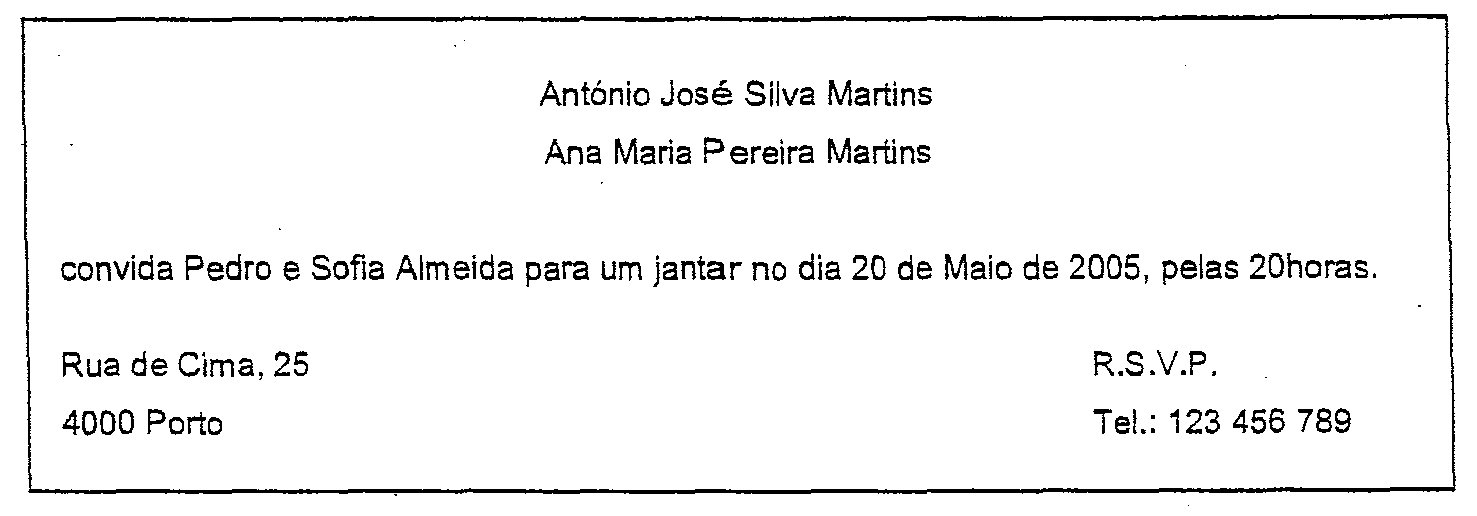 António José Silva Martins
Ana Maria Pereira Martins
convida Pedro e Sofia Almeida para um jantar no dia 20 de Maio de 2005, pelas 20horas.
Rua de Cima, 25
R.S.V.P.
4000 Porto
Tel.: 123 456 789